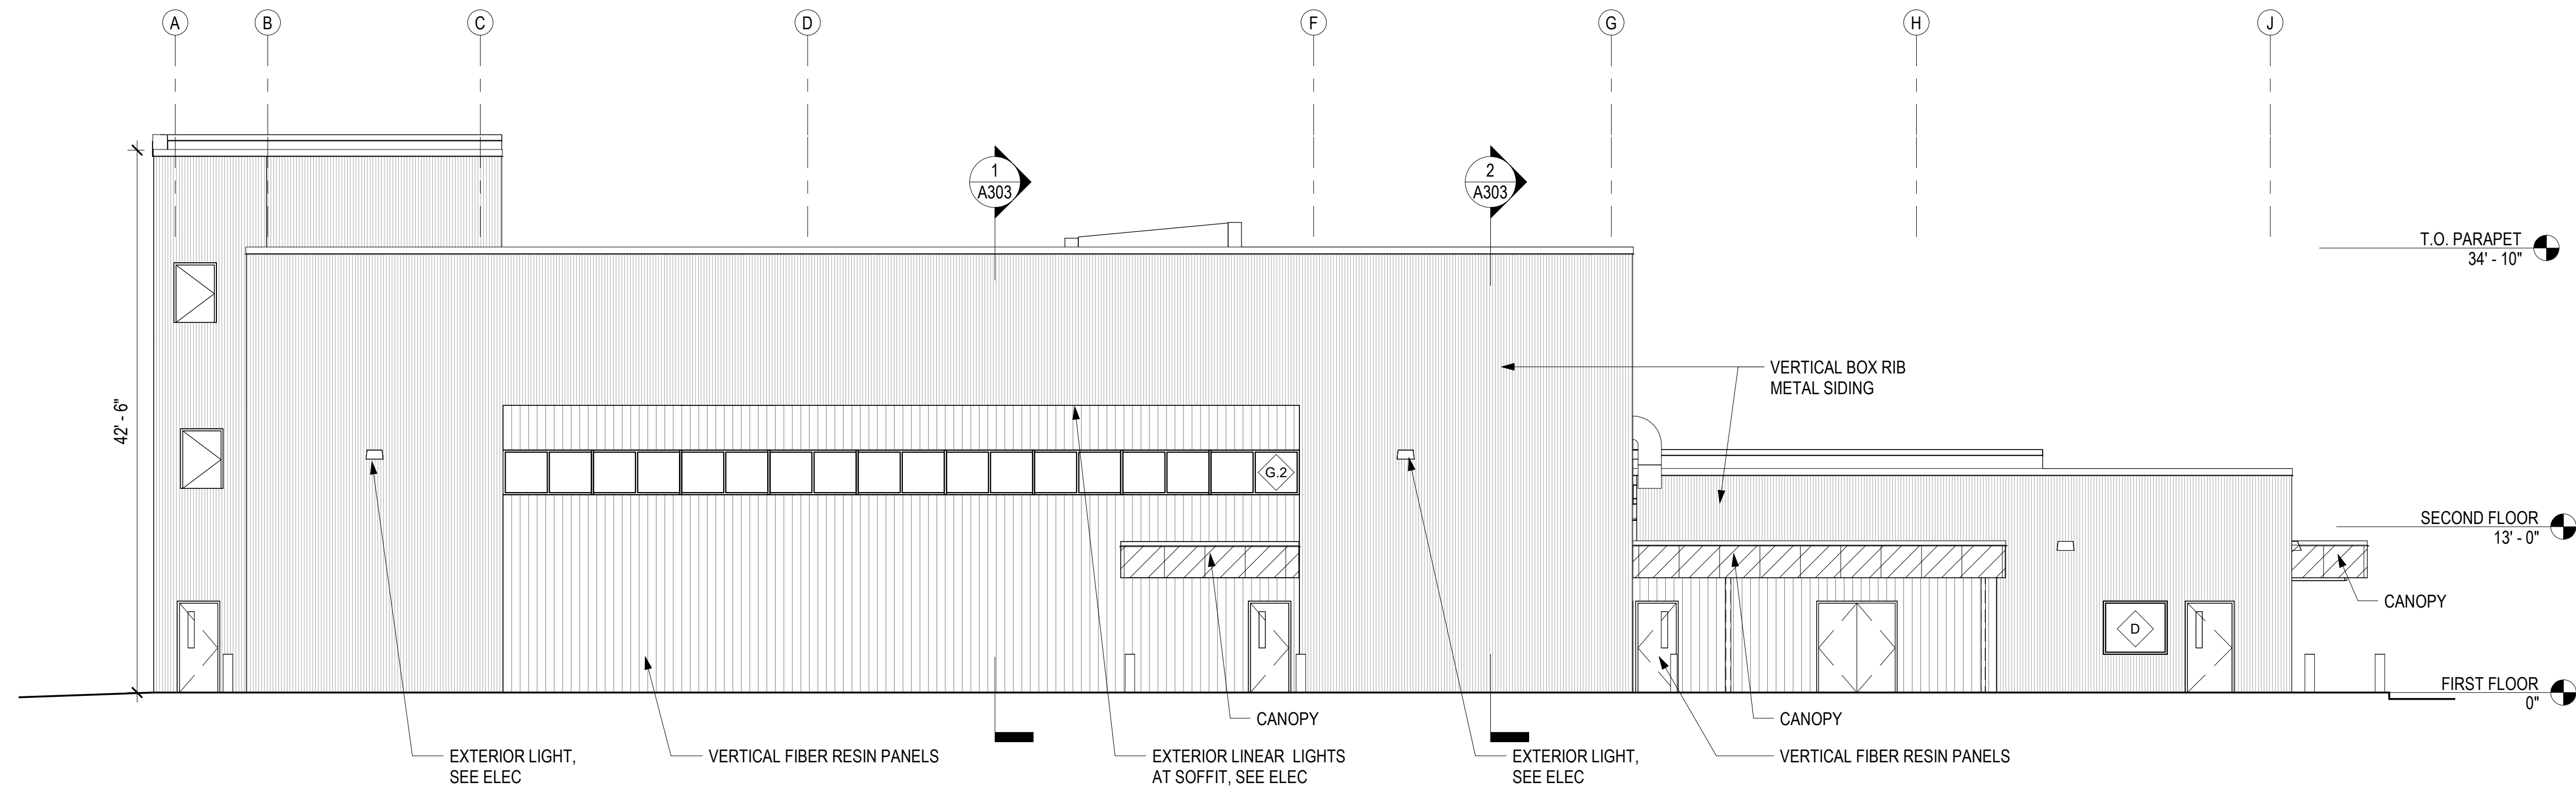 A
B
C
D
F
G
H
J
1
A303
2
A303
T.O. PARAPET
34' - 10"
42' - 6"
VERTICAL BOX RIB
METAL SIDING
G.2
SECOND FLOOR
13' - 0"
CANOPY
D
FIRST FLOOR
0"
CANOPY
CANOPY
EXTERIOR LIGHT,
SEE ELEC
VERTICAL FIBER RESIN PANELS
EXTERIOR LINEAR LIGHTS
AT SOFFIT, SEE ELEC
EXTERIOR LIGHT,
SEE ELEC
VERTICAL FIBER RESIN PANELS